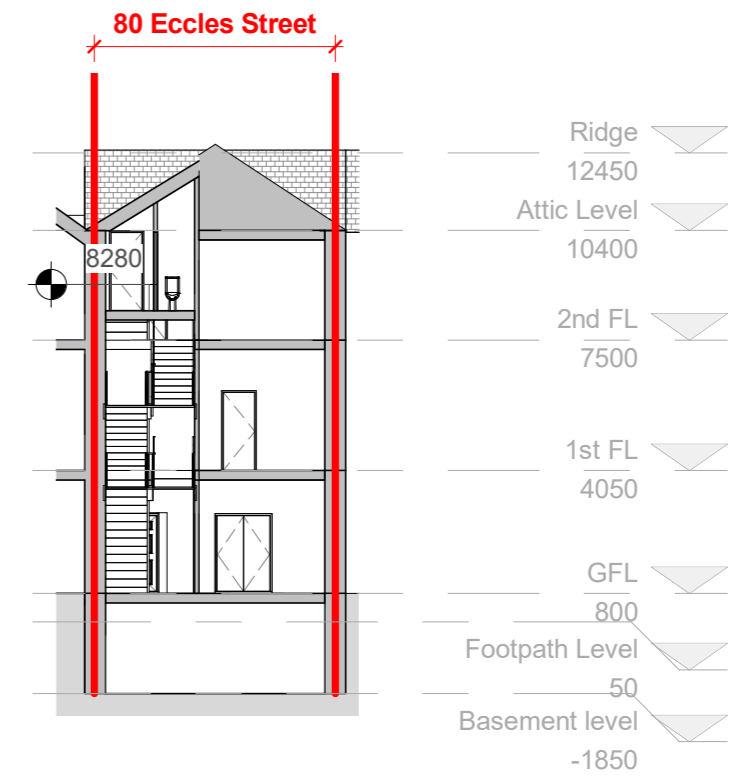 80 Eccles Street
Ridge
12450
Attic Level
10400
8280
2nd FL
7500
1st FL
4050
GFL
800
Footpath Level
50
Basement level
-1850